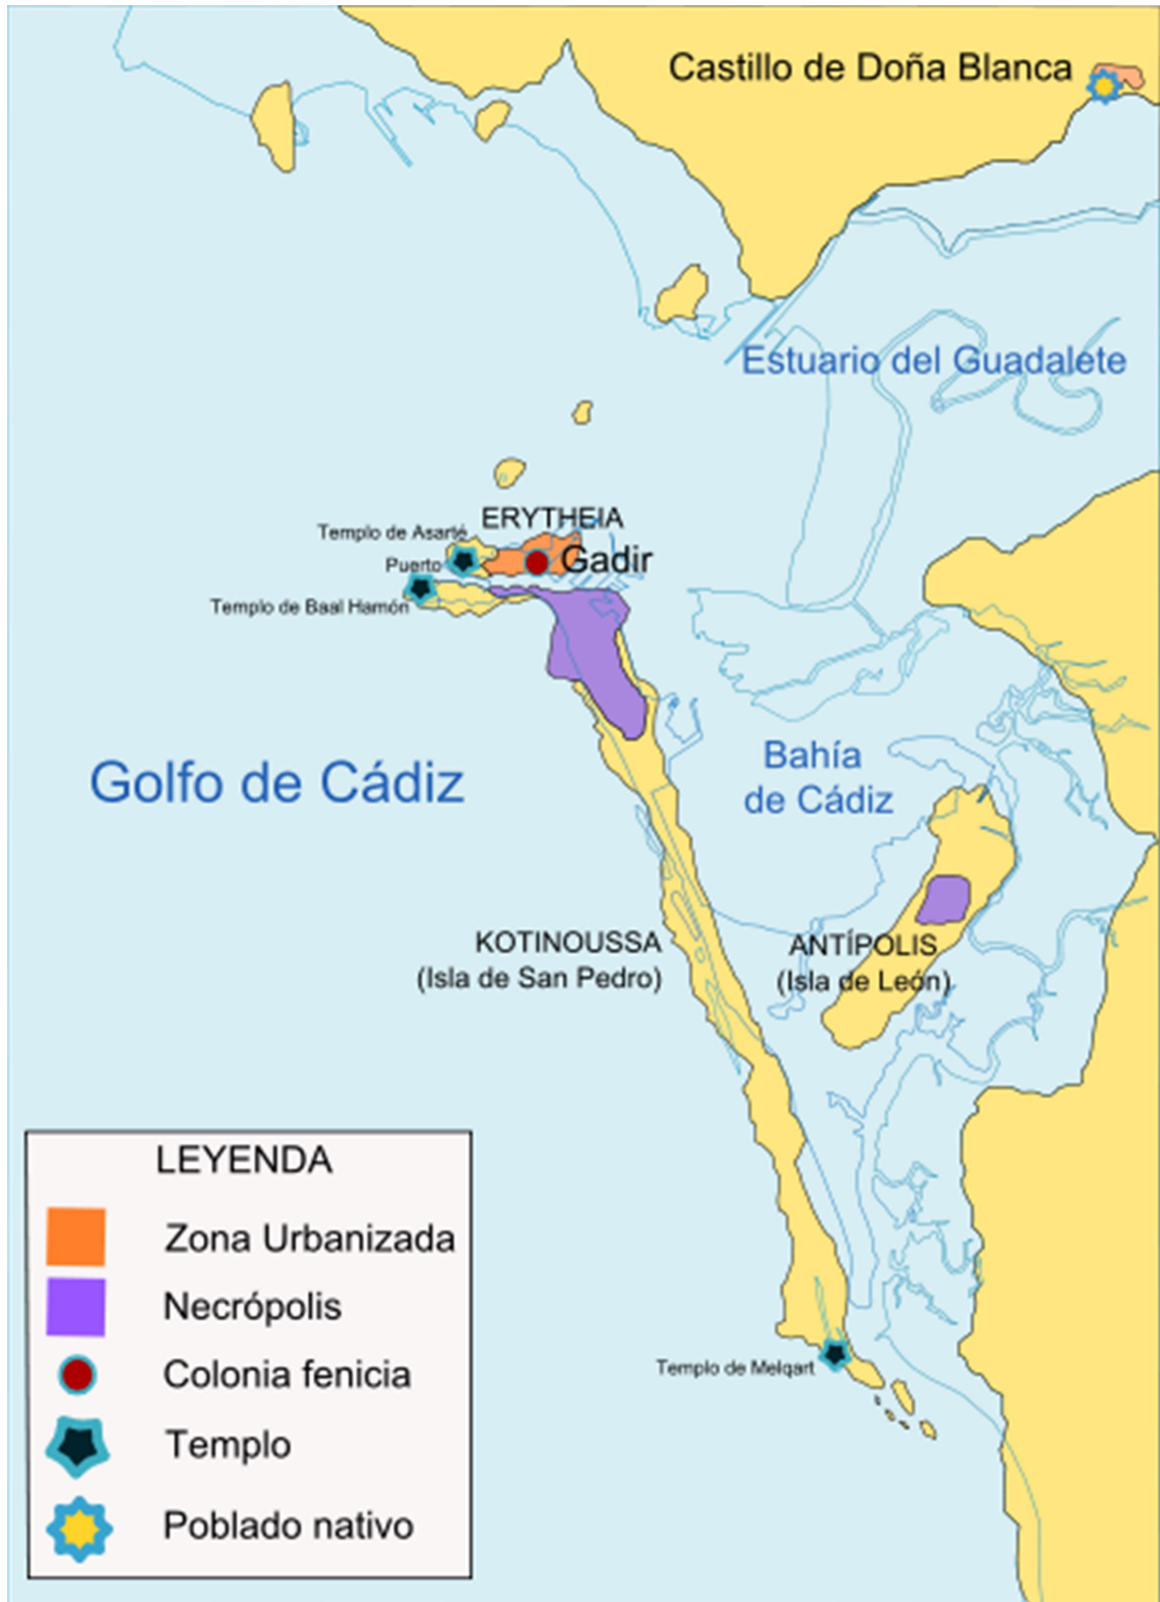 Castillo de Doña Blanca
Estuario del Guadalete
ERYTHEIA
Templo de Asarté
Gadir
Puerto
Templo de Baal Hamón
Golfo de Cádiz
Bahía
de Cádiz
KOTINOUSSA
(Isla de San Pedro)
ANTÍPOLIS
(Isla de León)
Templo de Melqart
LEYENDA
Zona Urbanizada
Necrópolis
Colonia fenicia
Templo
Poblado nativo